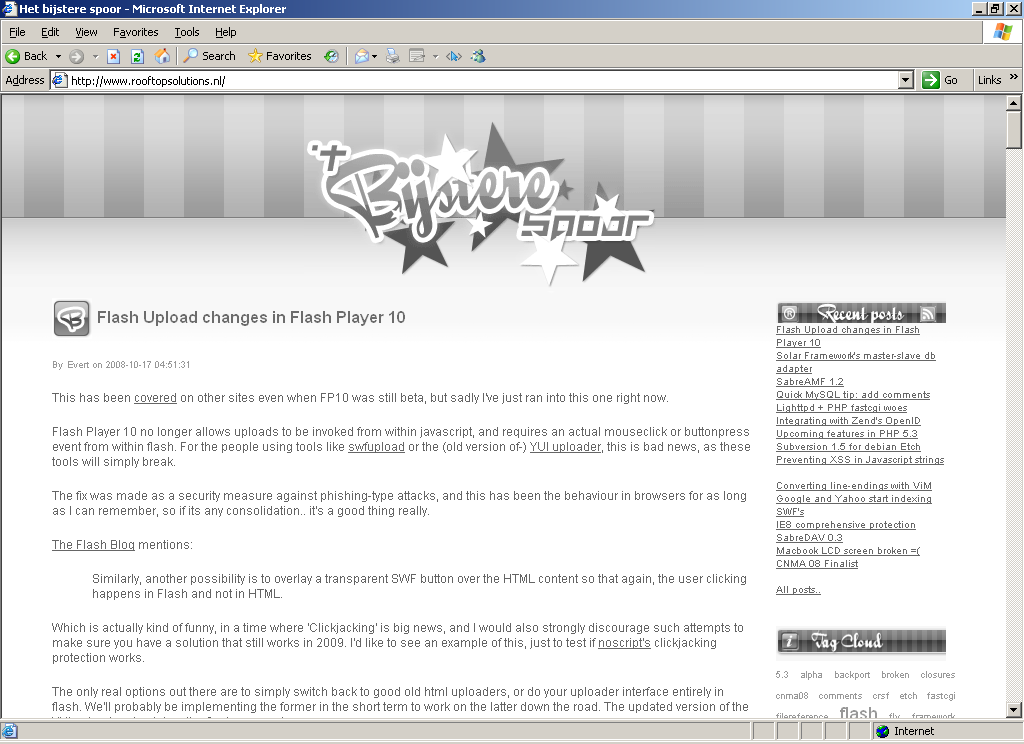 Het bijstere spoor - Microsoft Internet Explorer
File Edit View Favorites Tools Help
Back Search Favorites
Address http://www.rooftopsolutions.nl/ Go Links »
't Bijstere
spoor
Flash Upload changes in Flash Player 10
By Evert on 2008-10-17 04:51:31
This has been covered on other sites even when FP10 was still beta, but sadly I've just ran into this one right now.
Flash Player 10 no longer allows uploads to be invoked from within javascript, and requires an actual mouseclick or buttonpress
event from within flash. For the people using tools like swfupload or the (old version of-) YUI uploader, this is bad news, as these
tools will simply break.
The fix was made as a security measure against phishing-type attacks, and this has been the behaviour in browsers for as long
as I can remember, so if its any consolidation.. it's a good thing really.
The Flash Blog mentions:
Similarly, another possibility is to overlay a transparent SWF button over the HTML content so that again, the user clicking
happens in Flash and not in HTML.
Which is actually kind of funny, in a time where 'Clickjacking' is big news, and I would also strongly discourage such attempts to
make sure you have a solution that still works in 2009. I'd like to see an example of this, just to test if noscript's clickjacking
protection works.
The only real options out there are to simply switch back to good old html uploaders, or do your uploader interface entirely in
flash. We'll probably be implementing the former in the short term to work on the latter down the road. The updated version of the
Recent posts
Flash Upload changes in Flash
Player 10
Solar Framework's master-slave db
adapter
SabreAMF 1.2
Quick MySQL tip: add comments
Lighttpd + PHP fastcgi woes
Integrating with Zend's OpenID
Upcoming features in PHP 5.3
Subversion 1.5 for debian Etch
Preventing XSS in Javascript strings
Converting line-endings with ViM
Google and Yahoo start indexing
SWF's
IE8 comprehensive protection
SabreDAV 0.3
Macbook LCD screen broken =(
CNMA 08 Finalist
All posts..
Tag Cloud
5.3 alpha backport broken closures
cnma08 comments csrf etch fastcgi
filereference flash flv framework
Internet